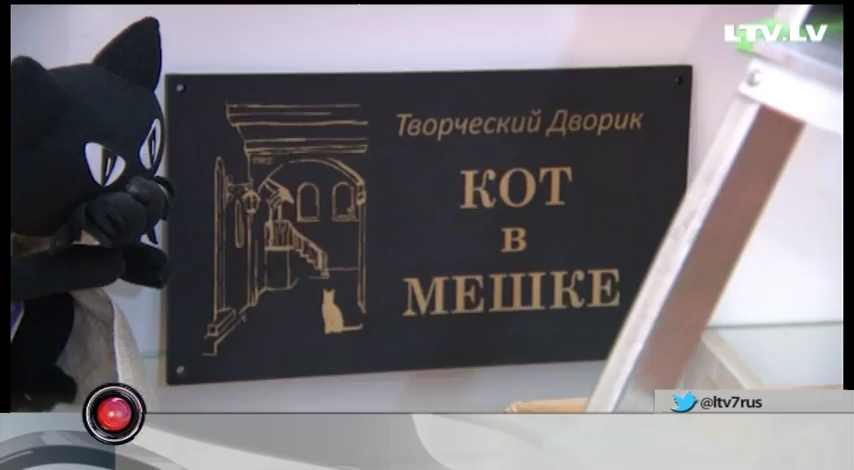 LTV.LV
Творческий Дворик
КОТ
в
МЕШКЕ
@ltv7rus